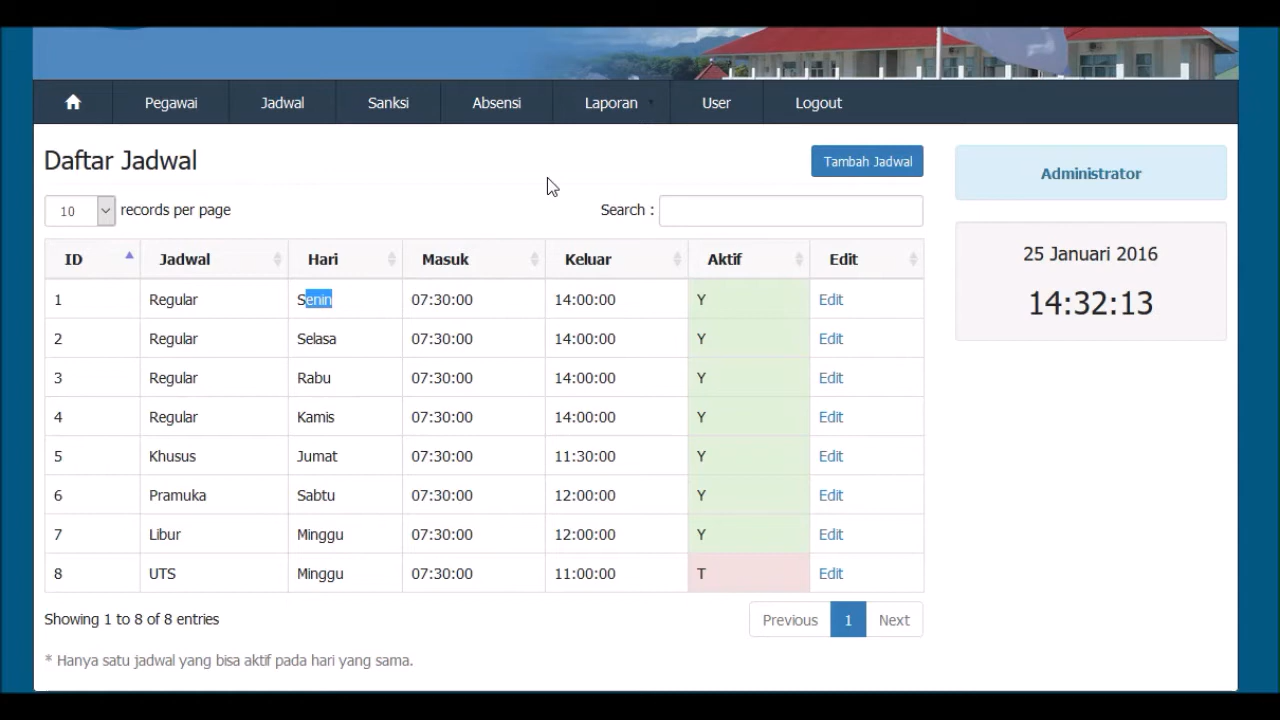 Pegawai Jadwal Sanksi Absensi Laporan User Logout
Daftar Jadwal
Tambah Jadwal
Administrator
10 records per page
Search :
25 Januari 2016
14:32:13
ID Jadwal Hari Masuk Keluar Aktif Edit
1 Regular Senin 07:30:00 14:00:00 Y Edit
2 Regular Selasa 07:30:00 14:00:00 Y Edit
3 Regular Rabu 07:30:00 14:00:00 Y Edit
4 Regular Kamis 07:30:00 14:00:00 Y Edit
5 Khusus Jumat 07:30:00 11:30:00 Y Edit
6 Pramuka Sabtu 07:30:00 12:00:00 Y Edit
7 Libur Minggu 07:30:00 12:00:00 Y Edit
8 UTS Minggu 07:30:00 11:00:00 T Edit
Showing 1 to 8 of 8 entries
Previous 1 Next
* Hanya satu jadwal yang bisa aktif pada hari yang sama.